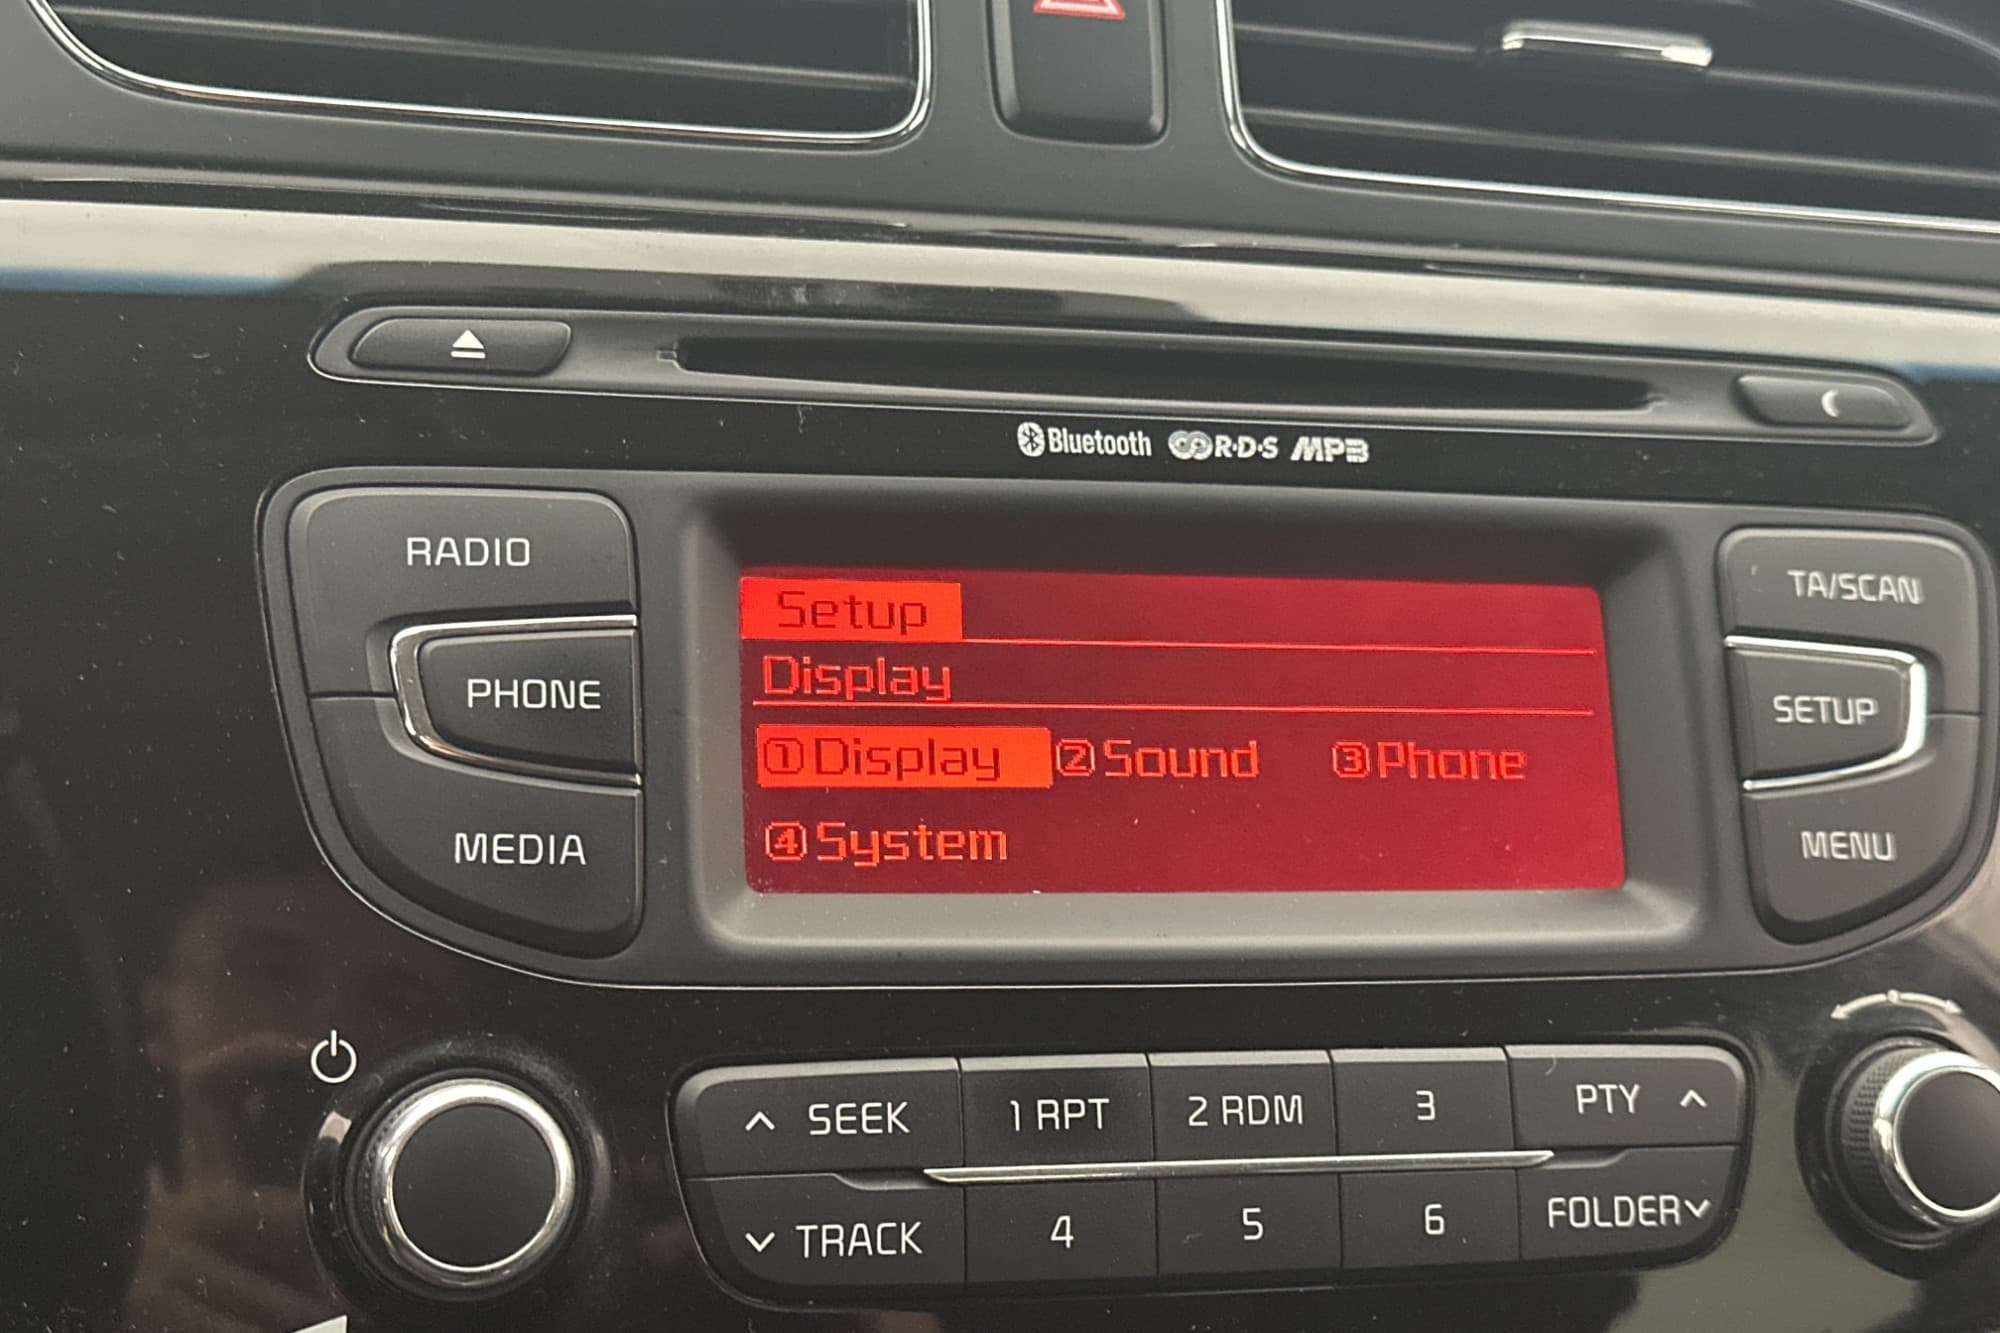 Bluetooth R·D·S MP3
RADIO
PHONE
MEDIA
Setup
Display
①Display ②Sound ③Phone
④System
TA/SCAN
SETUP
MENU
SEEK 1 RPT 2 RDM 3 PTY
TRACK 4 5 6 FOLDER